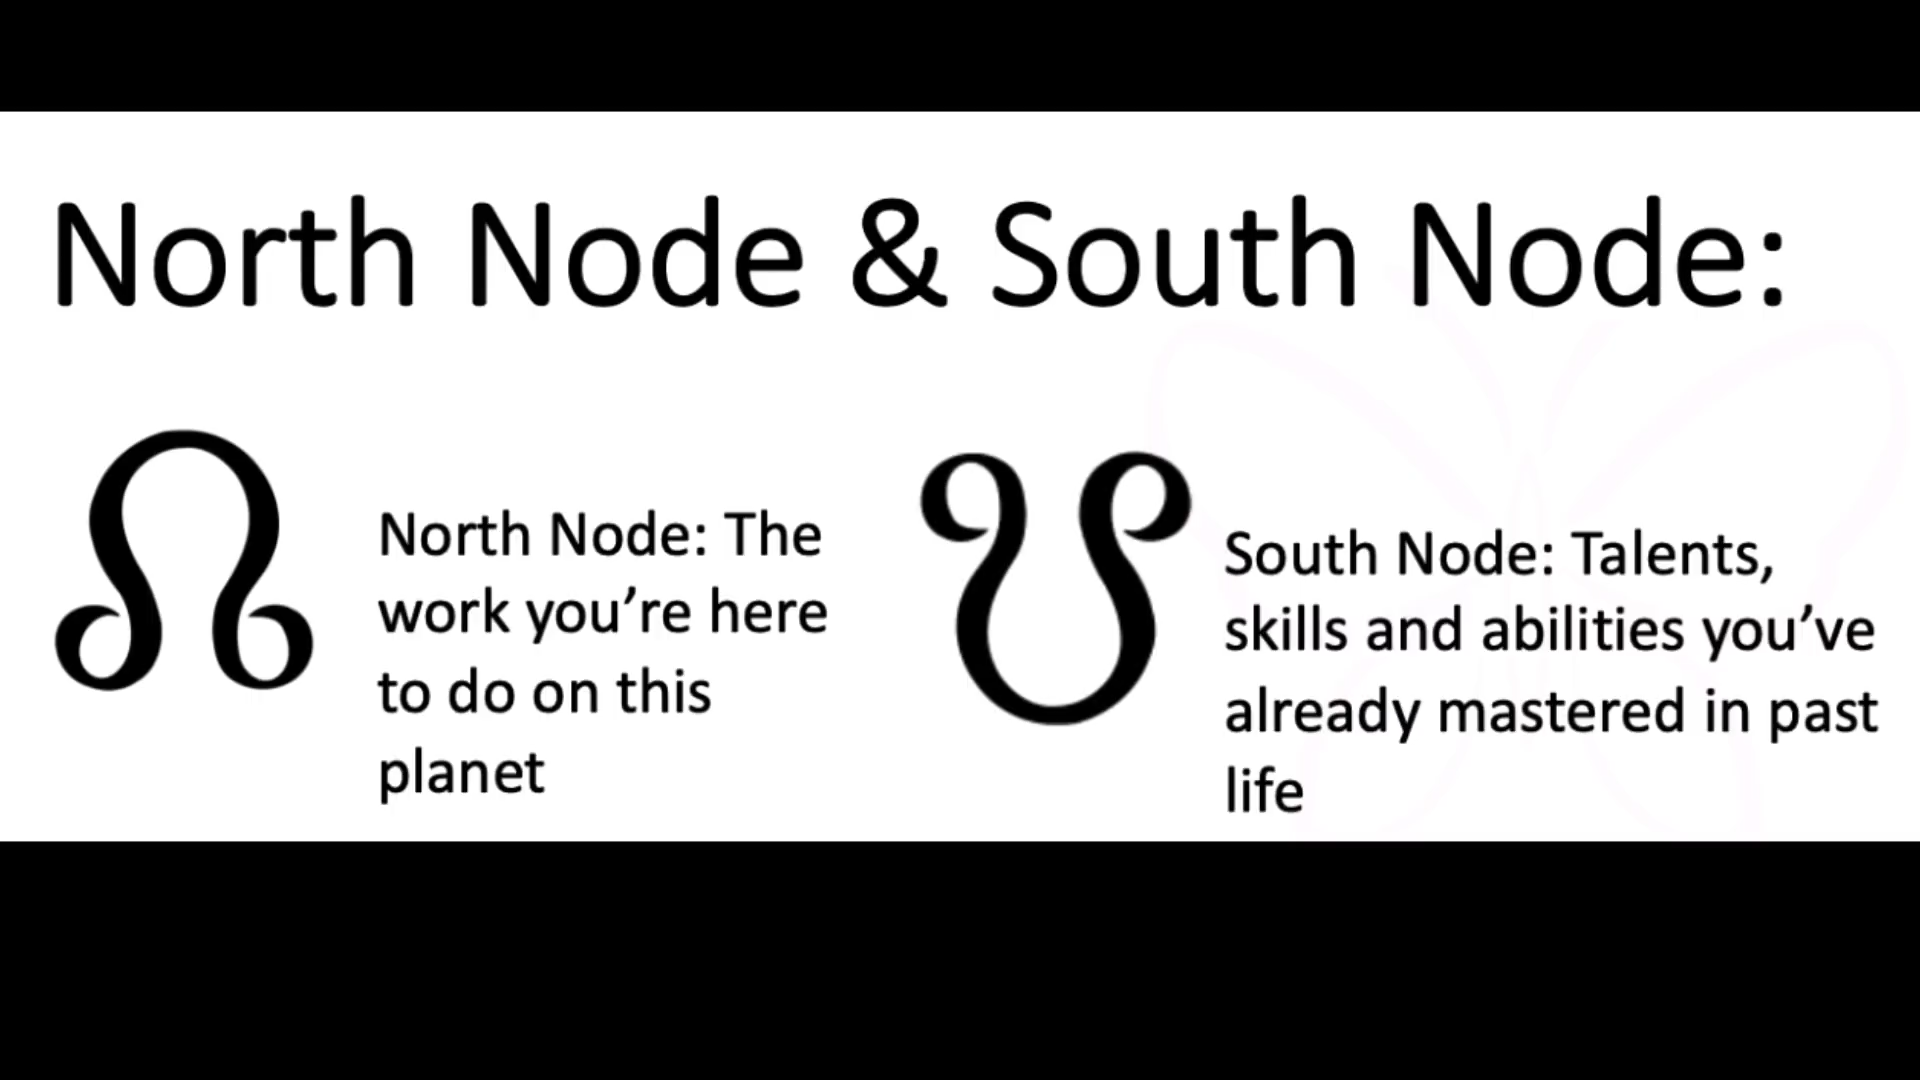 North Node & South Node:
North Node: The
work you’re here
to do on this
planet
South Node: Talents,
skills and abilities you’ve
already mastered in past
life